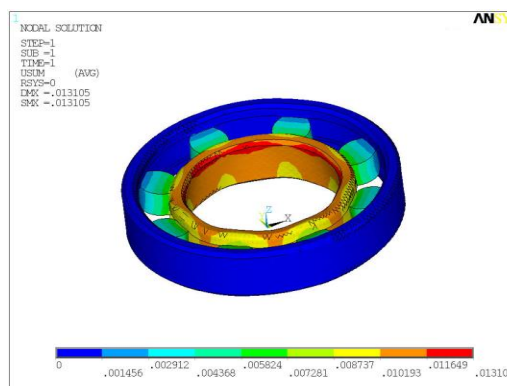 1
ANSY
NODAL SOLUTION
STEP=1
SUB =1
TIME=1
USUM (AVG)
RSYS=0
DMX =.013105
SMX =.013105
Z
Y X
0 .002912 .005824 .008737 .011649
.001456 .004368 .007281 .010193 .01310